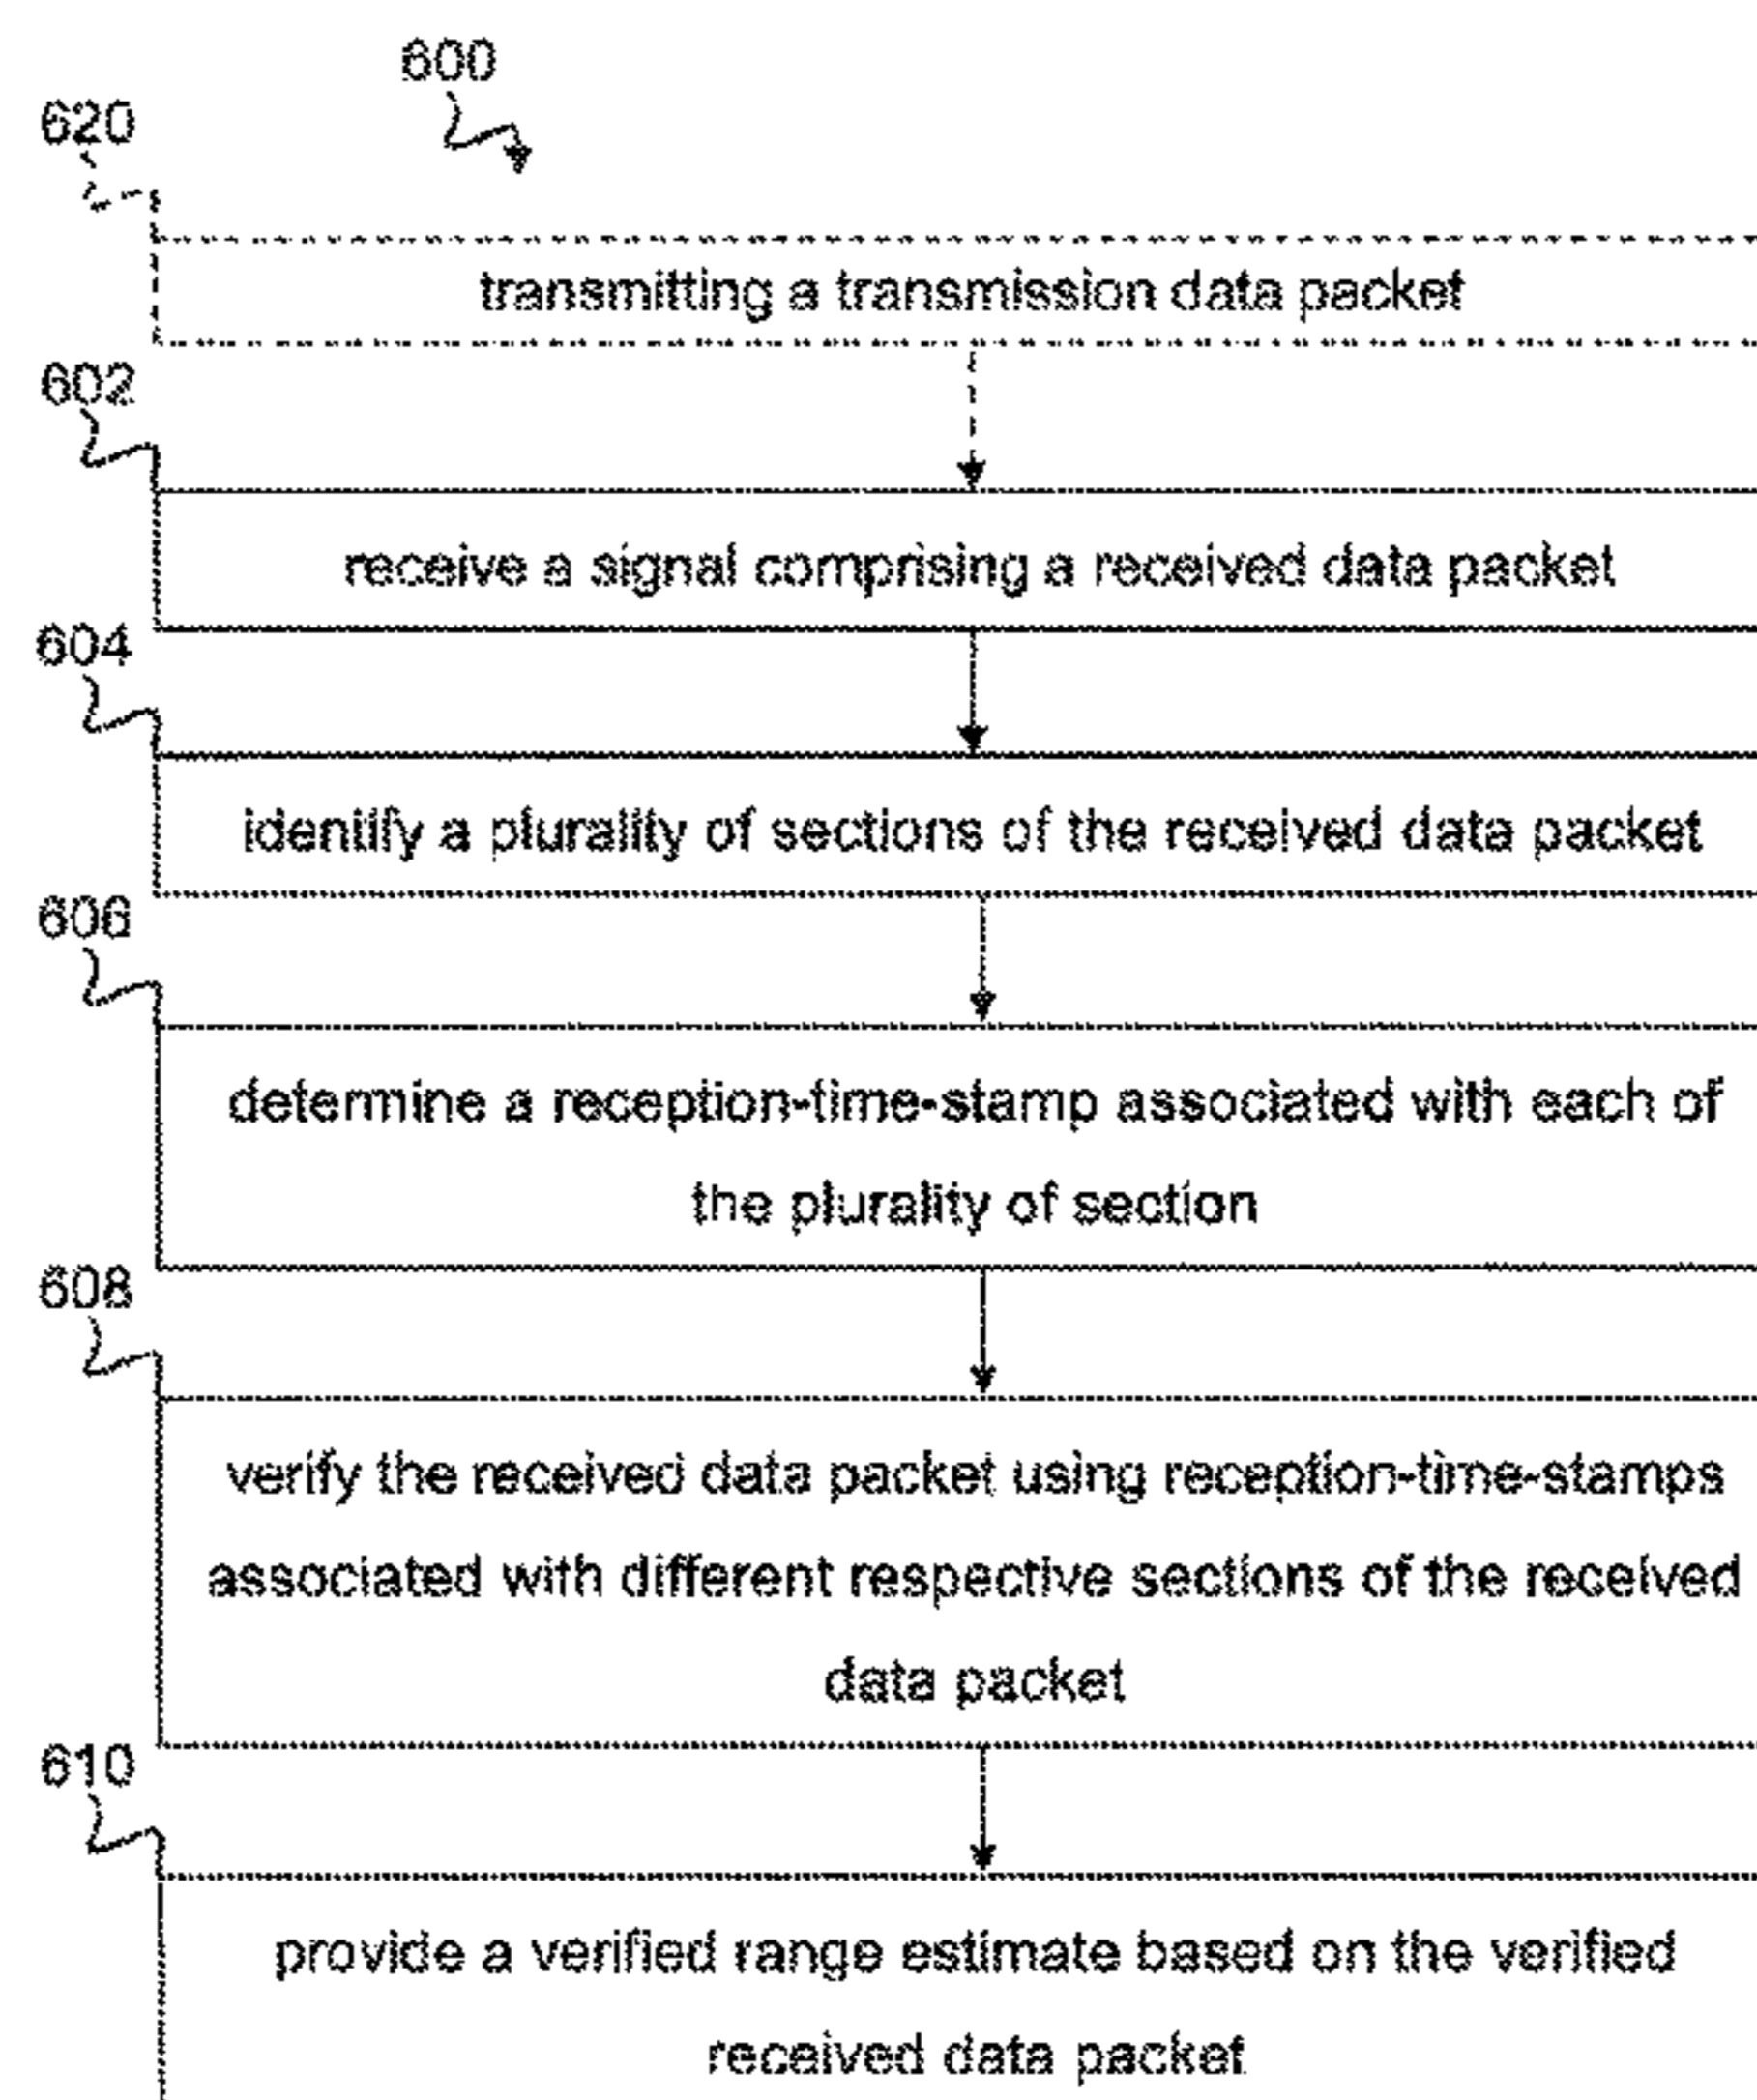 600
620
transmitting a transmission data packet
602
receive a signal comprising a received data packet
604
identify a plurality of sections of the received data packet
606
determine a reception-time-stamp associated with each of
the plurality of section
608
verify the received data packet using reception-time-stamps
associated with different respective sections of the received
data packet
610
provide a verified range estimate based on the verified
received data packet